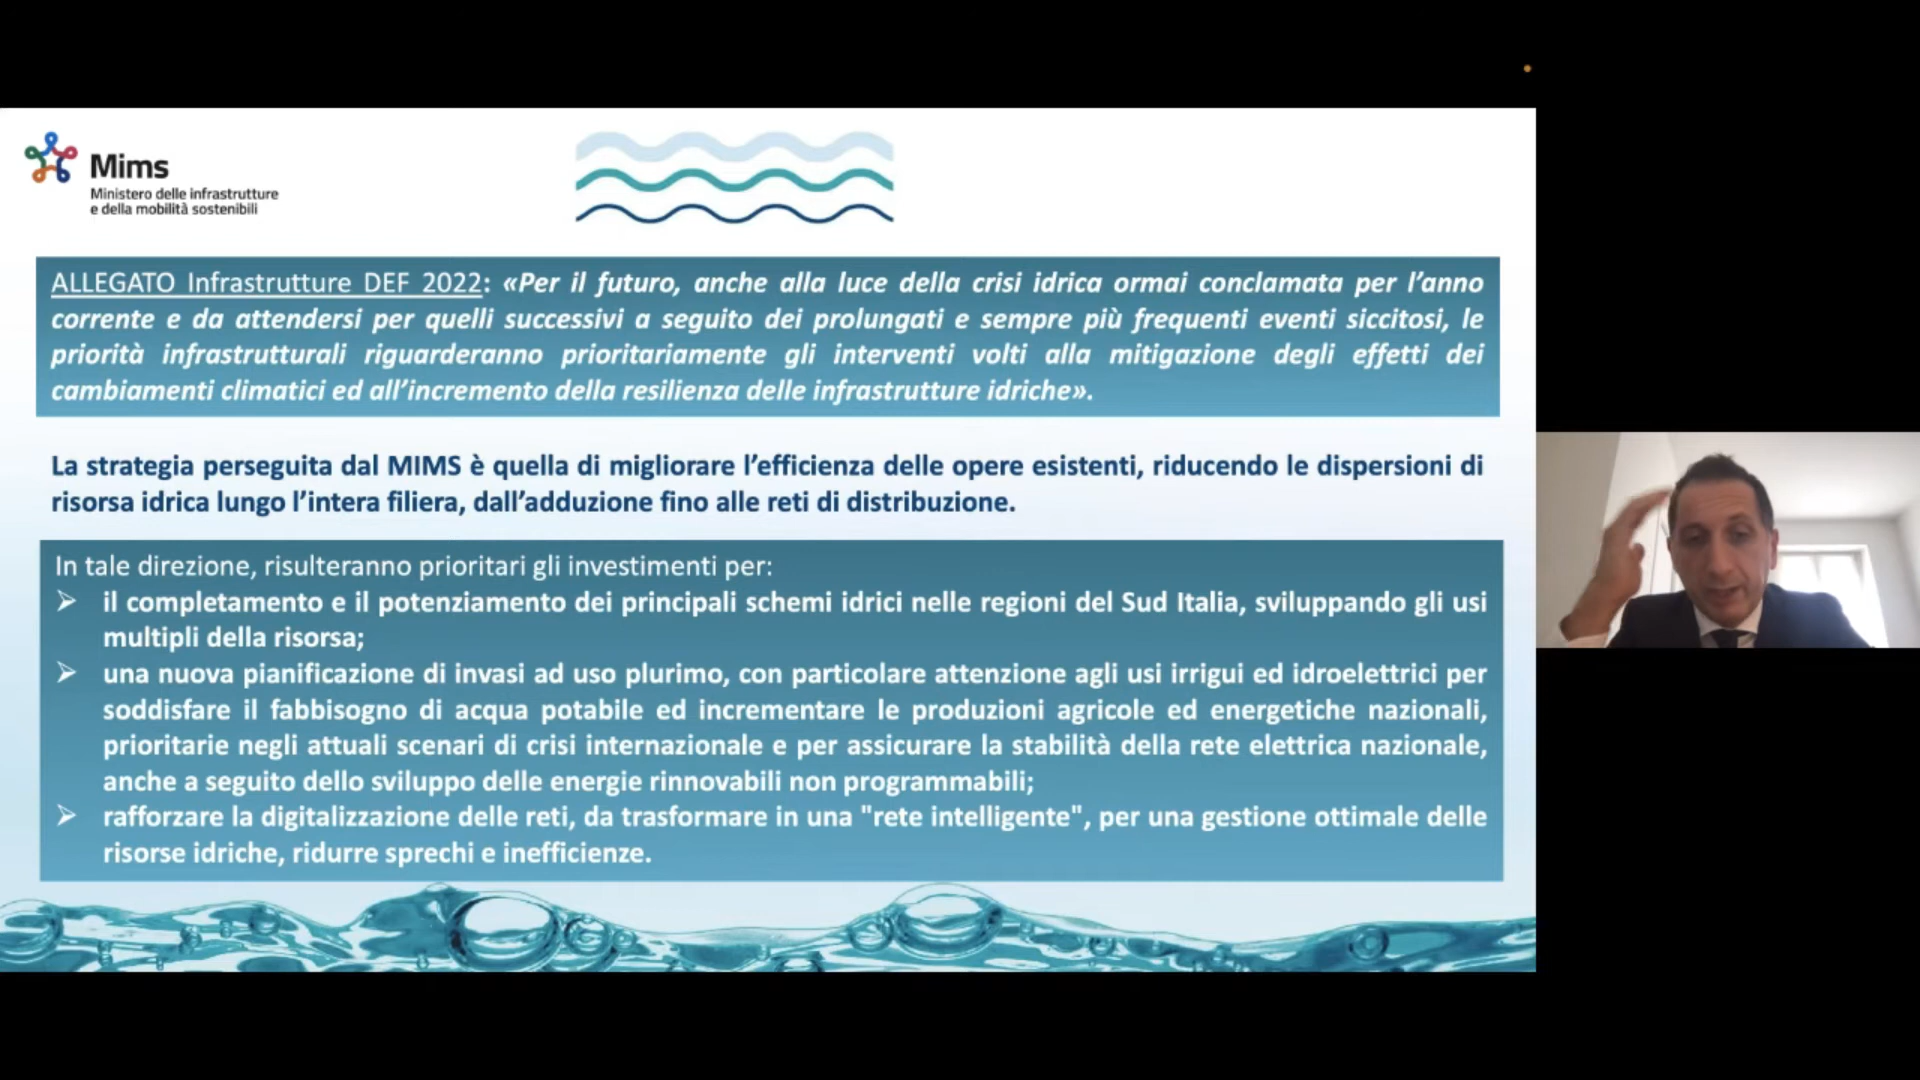 Mims
Ministero delle infrastrutture
e della mobilità sostenibili
ALLEGATO Infrastrutture DEF 2022: «Per il futuro, anche alla luce della crisi idrica ormai conclamata per l’anno
corrente e da attendersi per quelli successivi a seguito dei prolungati e sempre più frequenti eventi siccitosi, le
priorità infrastrutturali riguarderanno prioritariamente gli interventi volti alla mitigazione degli effetti dei
cambiamenti climatici ed all’incremento della resilienza delle infrastrutture idriche».
La strategia perseguita dal MIMS è quella di migliorare l’efficienza delle opere esistenti, riducendo le dispersioni di
risorsa idrica lungo l’intera filiera, dall’adduzione fino alle reti di distribuzione.
In tale direzione, risulteranno prioritari gli investimenti per:
➢ il completamento e il potenziamento dei principali schemi idrici nelle regioni del Sud Italia, sviluppando gli usi
multipli della risorsa;
➢ una nuova pianificazione di invasi ad uso plurimo, con particolare attenzione agli usi irrigui ed idroelettrici per
soddisfare il fabbisogno di acqua potabile ed incrementare le produzioni agricole ed energetiche nazionali,
prioritarie negli attuali scenari di crisi internazionale e per assicurare la stabilità della rete elettrica nazionale,
anche a seguito dello sviluppo delle energie rinnovabili non programmabili;
➢ rafforzare la digitalizzazione delle reti, da trasformare in una "rete intelligente", per una gestione ottimale delle
risorse idriche, ridurre sprechi e inefficienze.